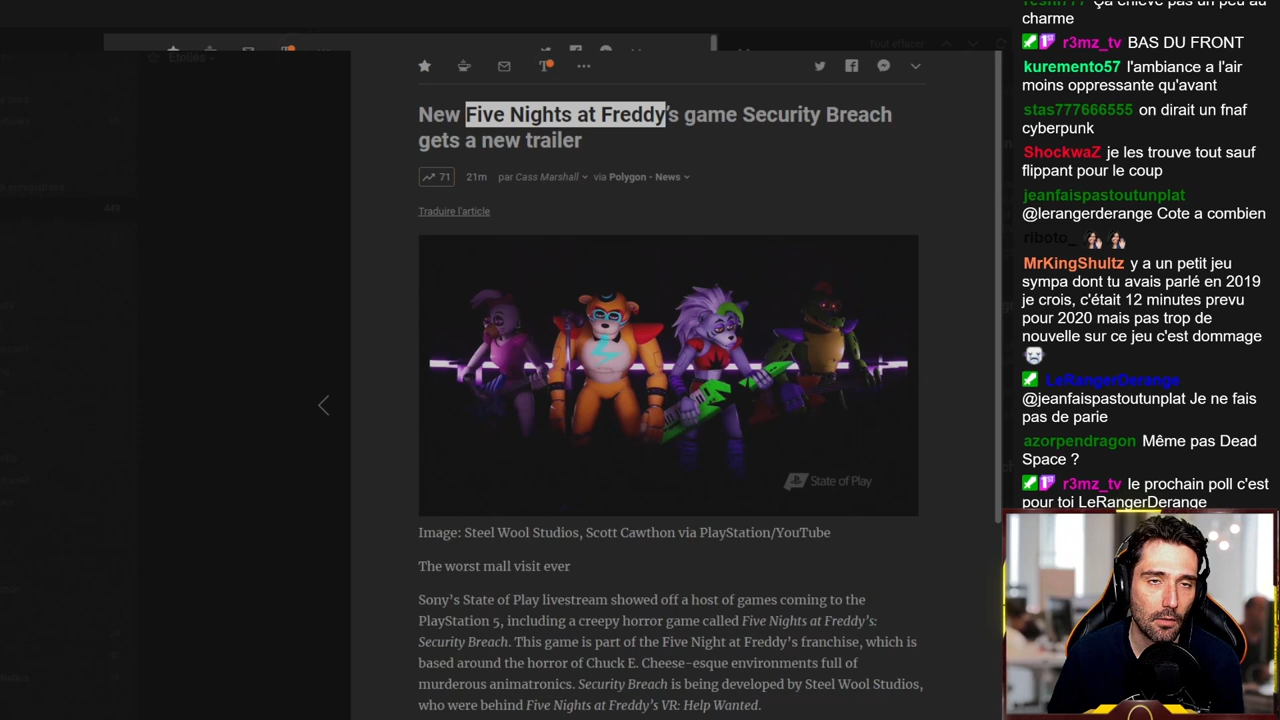 Tout effacer
Étoiles
449
New Five Nights at Freddy's game Security Breach
gets a new trailer
71 21m par Cass Marshall via Polygon - News
Traduire l'article
State of Play
Image: Steel Wool Studios, Scott Cawthon via PlayStation/YouTube
The worst mall visit ever
Sony's State of Play livestream showed off a host of games coming to the
PlayStation 5, including a creepy horror game called Five Nights at Freddy's:
Security Breach. This game is part of the Five Night at Freddy's franchise, which is
based around the horror of Chuck E. Cheese-esque environments full of
murderous animatronics. Security Breach is being developed by Steel Wool Studios,
who were behind Five Nights at Freddy's VR: Help Wanted.
Ça enlève pas un peu au
charme
r3mz_tv BAS DU FRONT
kuremento57 l'ambiance a l'air
moins oppressante qu'avant
stas777666555 on dirait un fnaf
cyberpunk
ShockwaZ je les trouve tout sauf
flippant pour le coup
jeanfaispastoutunplat
@lerangerderange Cote a combien
riboto_
MrKingShultz y a un petit jeu
sympa dont tu avais parlé en 2019
je crois, c'était 12 minutes prevu
pour 2020 mais pas trop de
nouvelle sur ce jeu c'est dommage
LeRangerDerange
@jeanfaispastoutunplat Je ne fais
pas de parie
azorpendragon Même pas Dead
Space ?
r3mz_tv le prochain poll c'est
pour toi LeRangerDerange